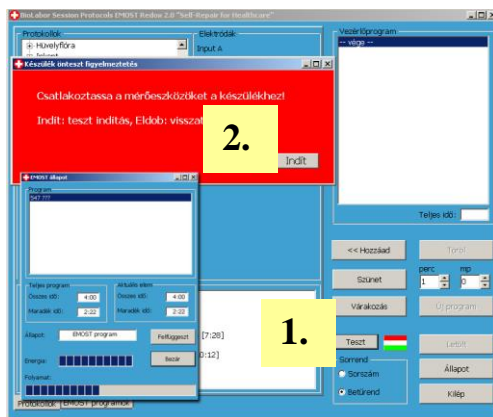 BioLabor Session Protocols EMOST Redox 2.0 "Self-Repair for Healthcare"
Protokollok
Hüvelyflóra
Elektródák
Input A
Vezérlőprogram
-- vége --
Készülék önteszt figyelmeztetés
Csatlakoztassa a mérőeszközöket a készülékhez!
Indít: teszt indítás, Eldob:
2.
Indít
EMOST állapot
Program
547 ???
Teljes idő:
<< Hozzáad
Töröl
Szünet
perc
mp
1
0
Várakozás
Új program
Teljes program
Összes idő: 4:00
Maradék idő: 2:22
Aktuális elem
Összes idő: 4:00
Maradék idő: 2:22
Állapot:
EMOST program
Felfüggeszt
[7:28]
Energia:
Bezár
0:12]
Folyamat:
1.
Teszt
Letölt
Sorrend
Sorszám
Betűrend
Állapot
Kilép
Protokollok
EMOST programok